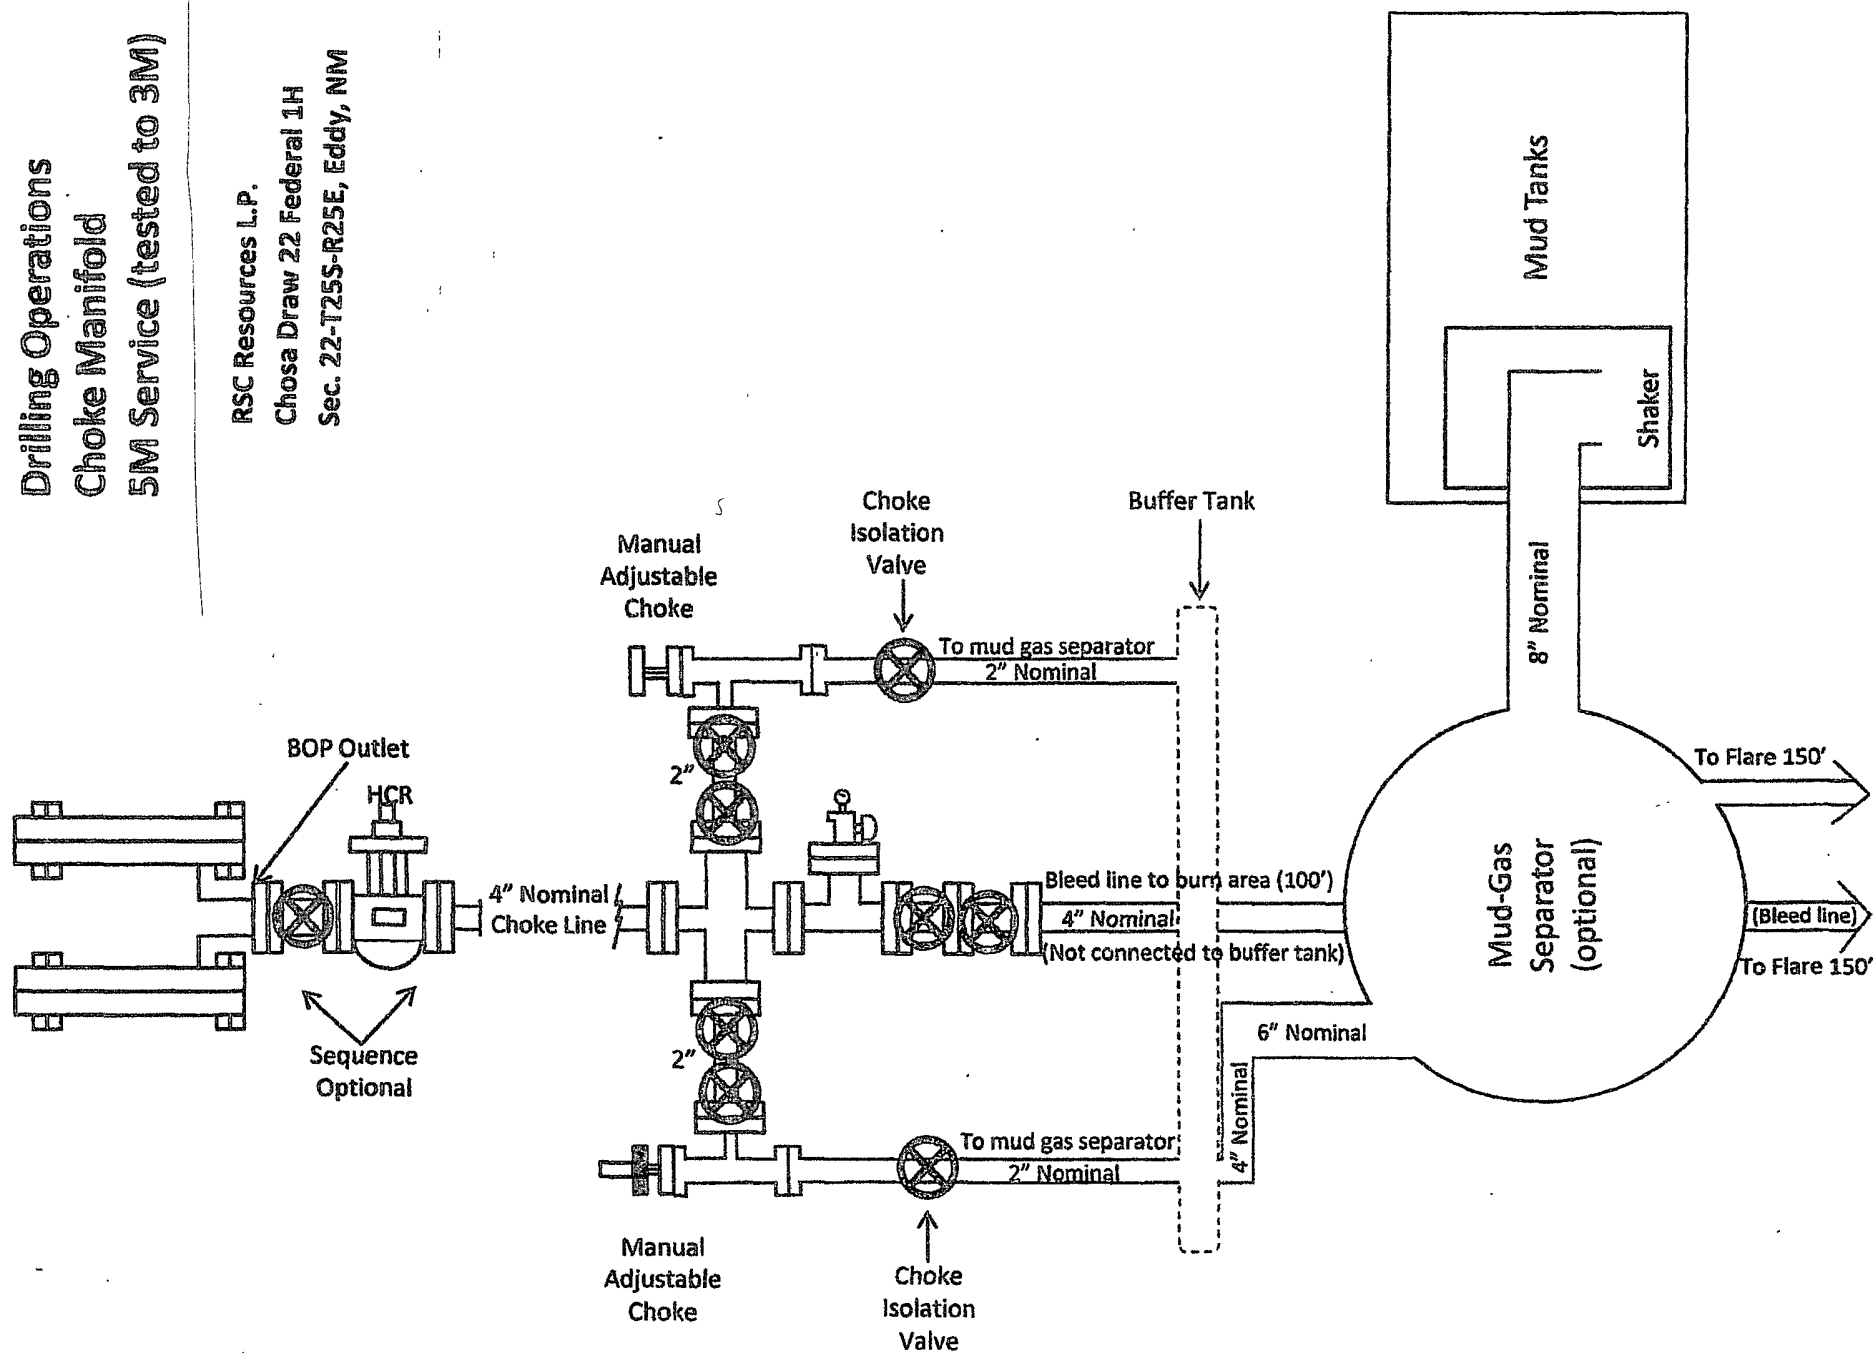 Drilling Operations
Choke Manifold
5M Service (tested to 3M)
RSC Resources L.P.
Chosa Draw 22 Federal 1H
Sec. 22-T25S-R25E, Eddy, NM
Mud Tanks
Shaker
8" Nominal
Choke
Isolation
Valve
Buffer Tank
Manual
Adjustable
Choke
To mud gas separator
2" Nominal
BOP Outlet
HCR
2"
To Flare 150'
4" Nominal
Choke Line
Bleed line to burn area (100')
4" Nominal
(Not connected to buffer tank)
Mud-Gas
Separator
(optional)
(Bleed line)
To Flare 150'
Sequence
Optional
2"
6" Nominal
4" Nominal
To mud gas separator
2" Nominal
Manual
Adjustable
Choke
Choke
Isolation
Valve